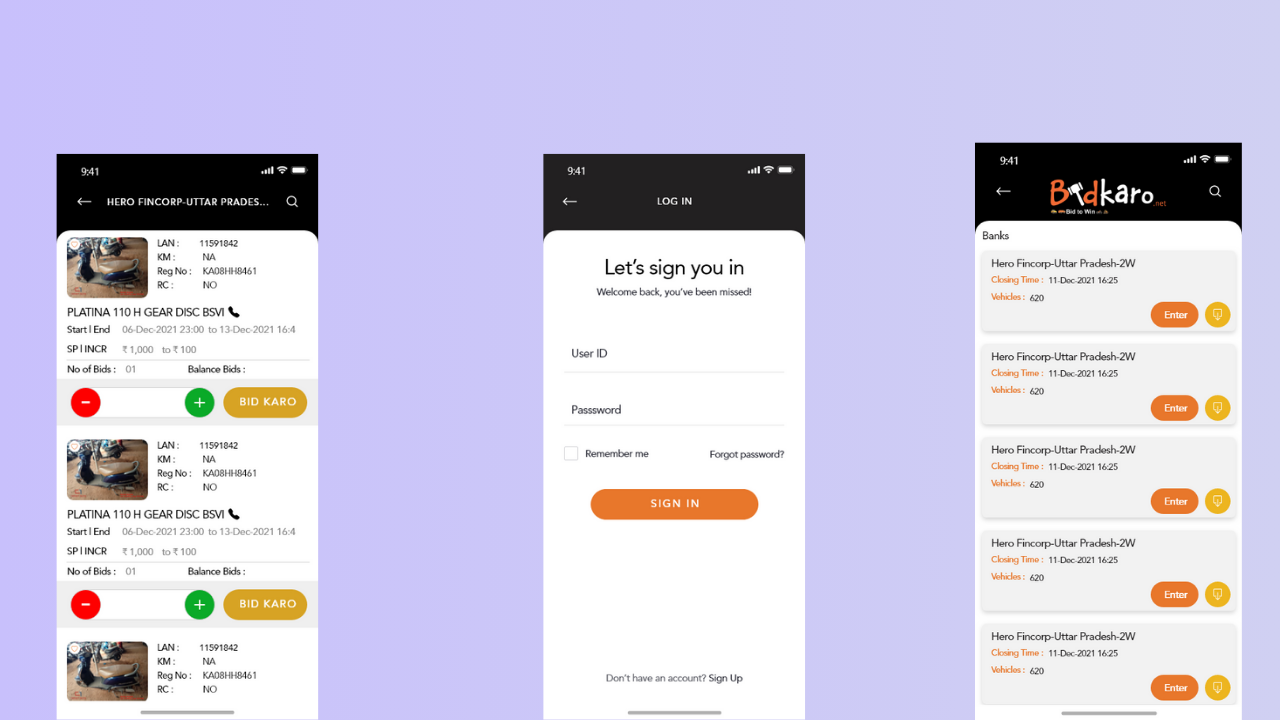 9:41
HERO FINCORP-UTTAR PRADES...
LAN : 11591842
KM : NA
Reg No : KA08HH8461
RC : NO
PLATINA 110 H GEAR DISC BSVI
Start | End 06-Dec-2021 23:00 to 13-Dec-2021 16:4
SP | INCR ₹ 1,000 to ₹ 100
No of Bids : 01 Balance Bids :
- + BID KARO
LAN : 11591842
KM : NA
Reg No : KA08HH8461
RC : NO
PLATINA 110 H GEAR DISC BSVI
Start | End 06-Dec-2021 23:00 to 13-Dec-2021 16:4
SP | INCR ₹ 1,000 to ₹ 100
No of Bids : 01 Balance Bids :
- + BID KARO
LAN : 11591842
KM : NA
Reg No : KA08HH8461
RC : NO
9:41
LOG IN
Let's sign you in
Welcome back, you've been missed!
User ID
Passsword
Remember me Forgot password?
SIGN IN
Don't have an account? Sign Up
9:41
Bidkaro.net
Bid to Win
Banks
Hero Fincorp-Uttar Pradesh-2W
Closing Time : 11-Dec-2021 16:25
Vehicles : 620
Enter
Hero Fincorp-Uttar Pradesh-2W
Closing Time : 11-Dec-2021 16:25
Vehicles : 620
Enter
Hero Fincorp-Uttar Pradesh-2W
Closing Time : 11-Dec-2021 16:25
Vehicles : 620
Enter
Hero Fincorp-Uttar Pradesh-2W
Closing Time : 11-Dec-2021 16:25
Vehicles : 620
Enter
Hero Fincorp-Uttar Pradesh-2W
Closing Time : 11-Dec-2021 16:25
Vehicles : 620
Enter